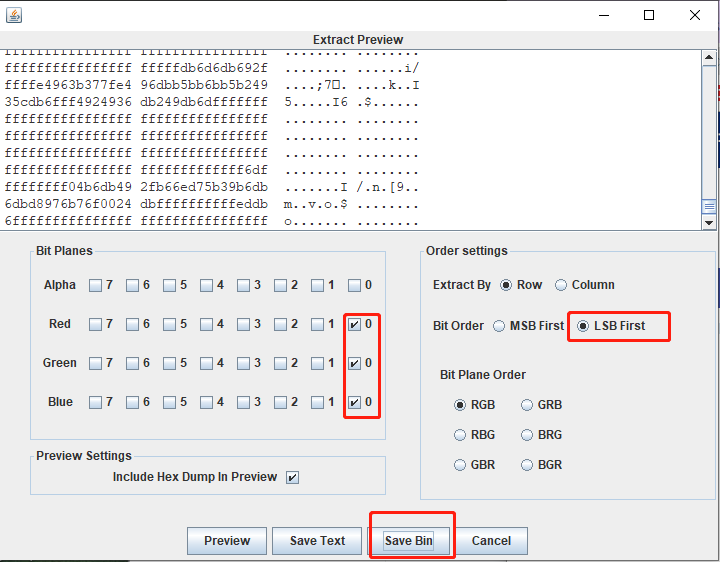 Extract Preview
ffffffffffffffff ffffffffffffffff ........ ........
ffffffffffffffff fffffdb6d6db692f ........ ......i/
ffffe4963b377fe4 96dbb5bb6bb5b249 ....;7□. ....k..I
35cdb6fff4924936 db249db6dfffffff 5.....I6 .$......
ffffffffffffffff ffffffffffffffff ........ ........
ffffffffffffffff ffffffffffffffff ........ ........
ffffffffffffffff ffffffffffffffff ........ ........
ffffffffffffffff fffffffffffff6df ........ ........
ffffffff04b6db49 2fb66ed75b39b6db .......I /.n.[9..
6dbd8976b76f0024 dbffffffffffeddb m..v.o.$ ........
6fffffffffffffff ffffffffffffffff o....... ........
Bit Planes
Alpha 7 6 5 4 3 2 1 0
Red 7 6 5 4 3 2 1 0
Green 7 6 5 4 3 2 1 0
Blue 7 6 5 4 3 2 1 0
Preview Settings
Include Hex Dump In Preview
Order settings
Extract By Row Column
Bit Order MSB First LSB First
Bit Plane Order
RGB GRB
RBG BRG
GBR BGR
Preview Save Text Save Bin Cancel